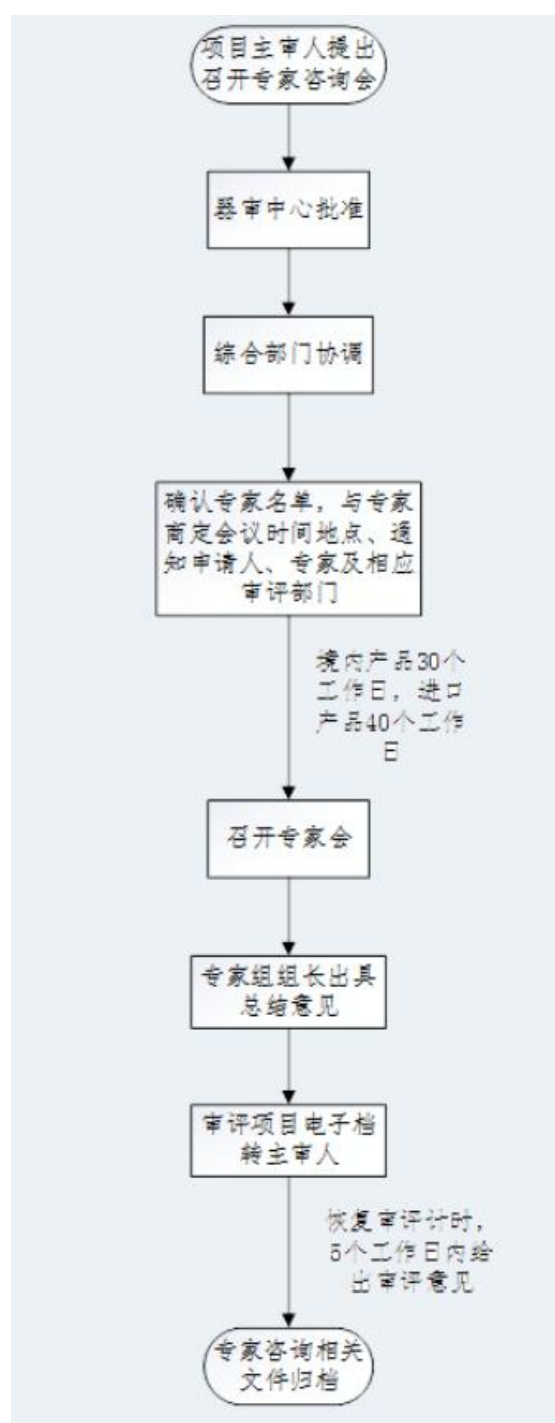 项目主审人提出
召开专家咨询会
器审中心批准
综合部门协调
确认专家名单，与专家
商定会议时间地点、通
知申请人、专家及相应
审评部门
境内产品30个
工作日，进口
产品40个工作
日
召开专家会
专家组组长出具
总结意见
审评项目电子档
转主审人
恢复审评计时，
5个工作日内给
出审评意见
专家咨询相关
文件归档